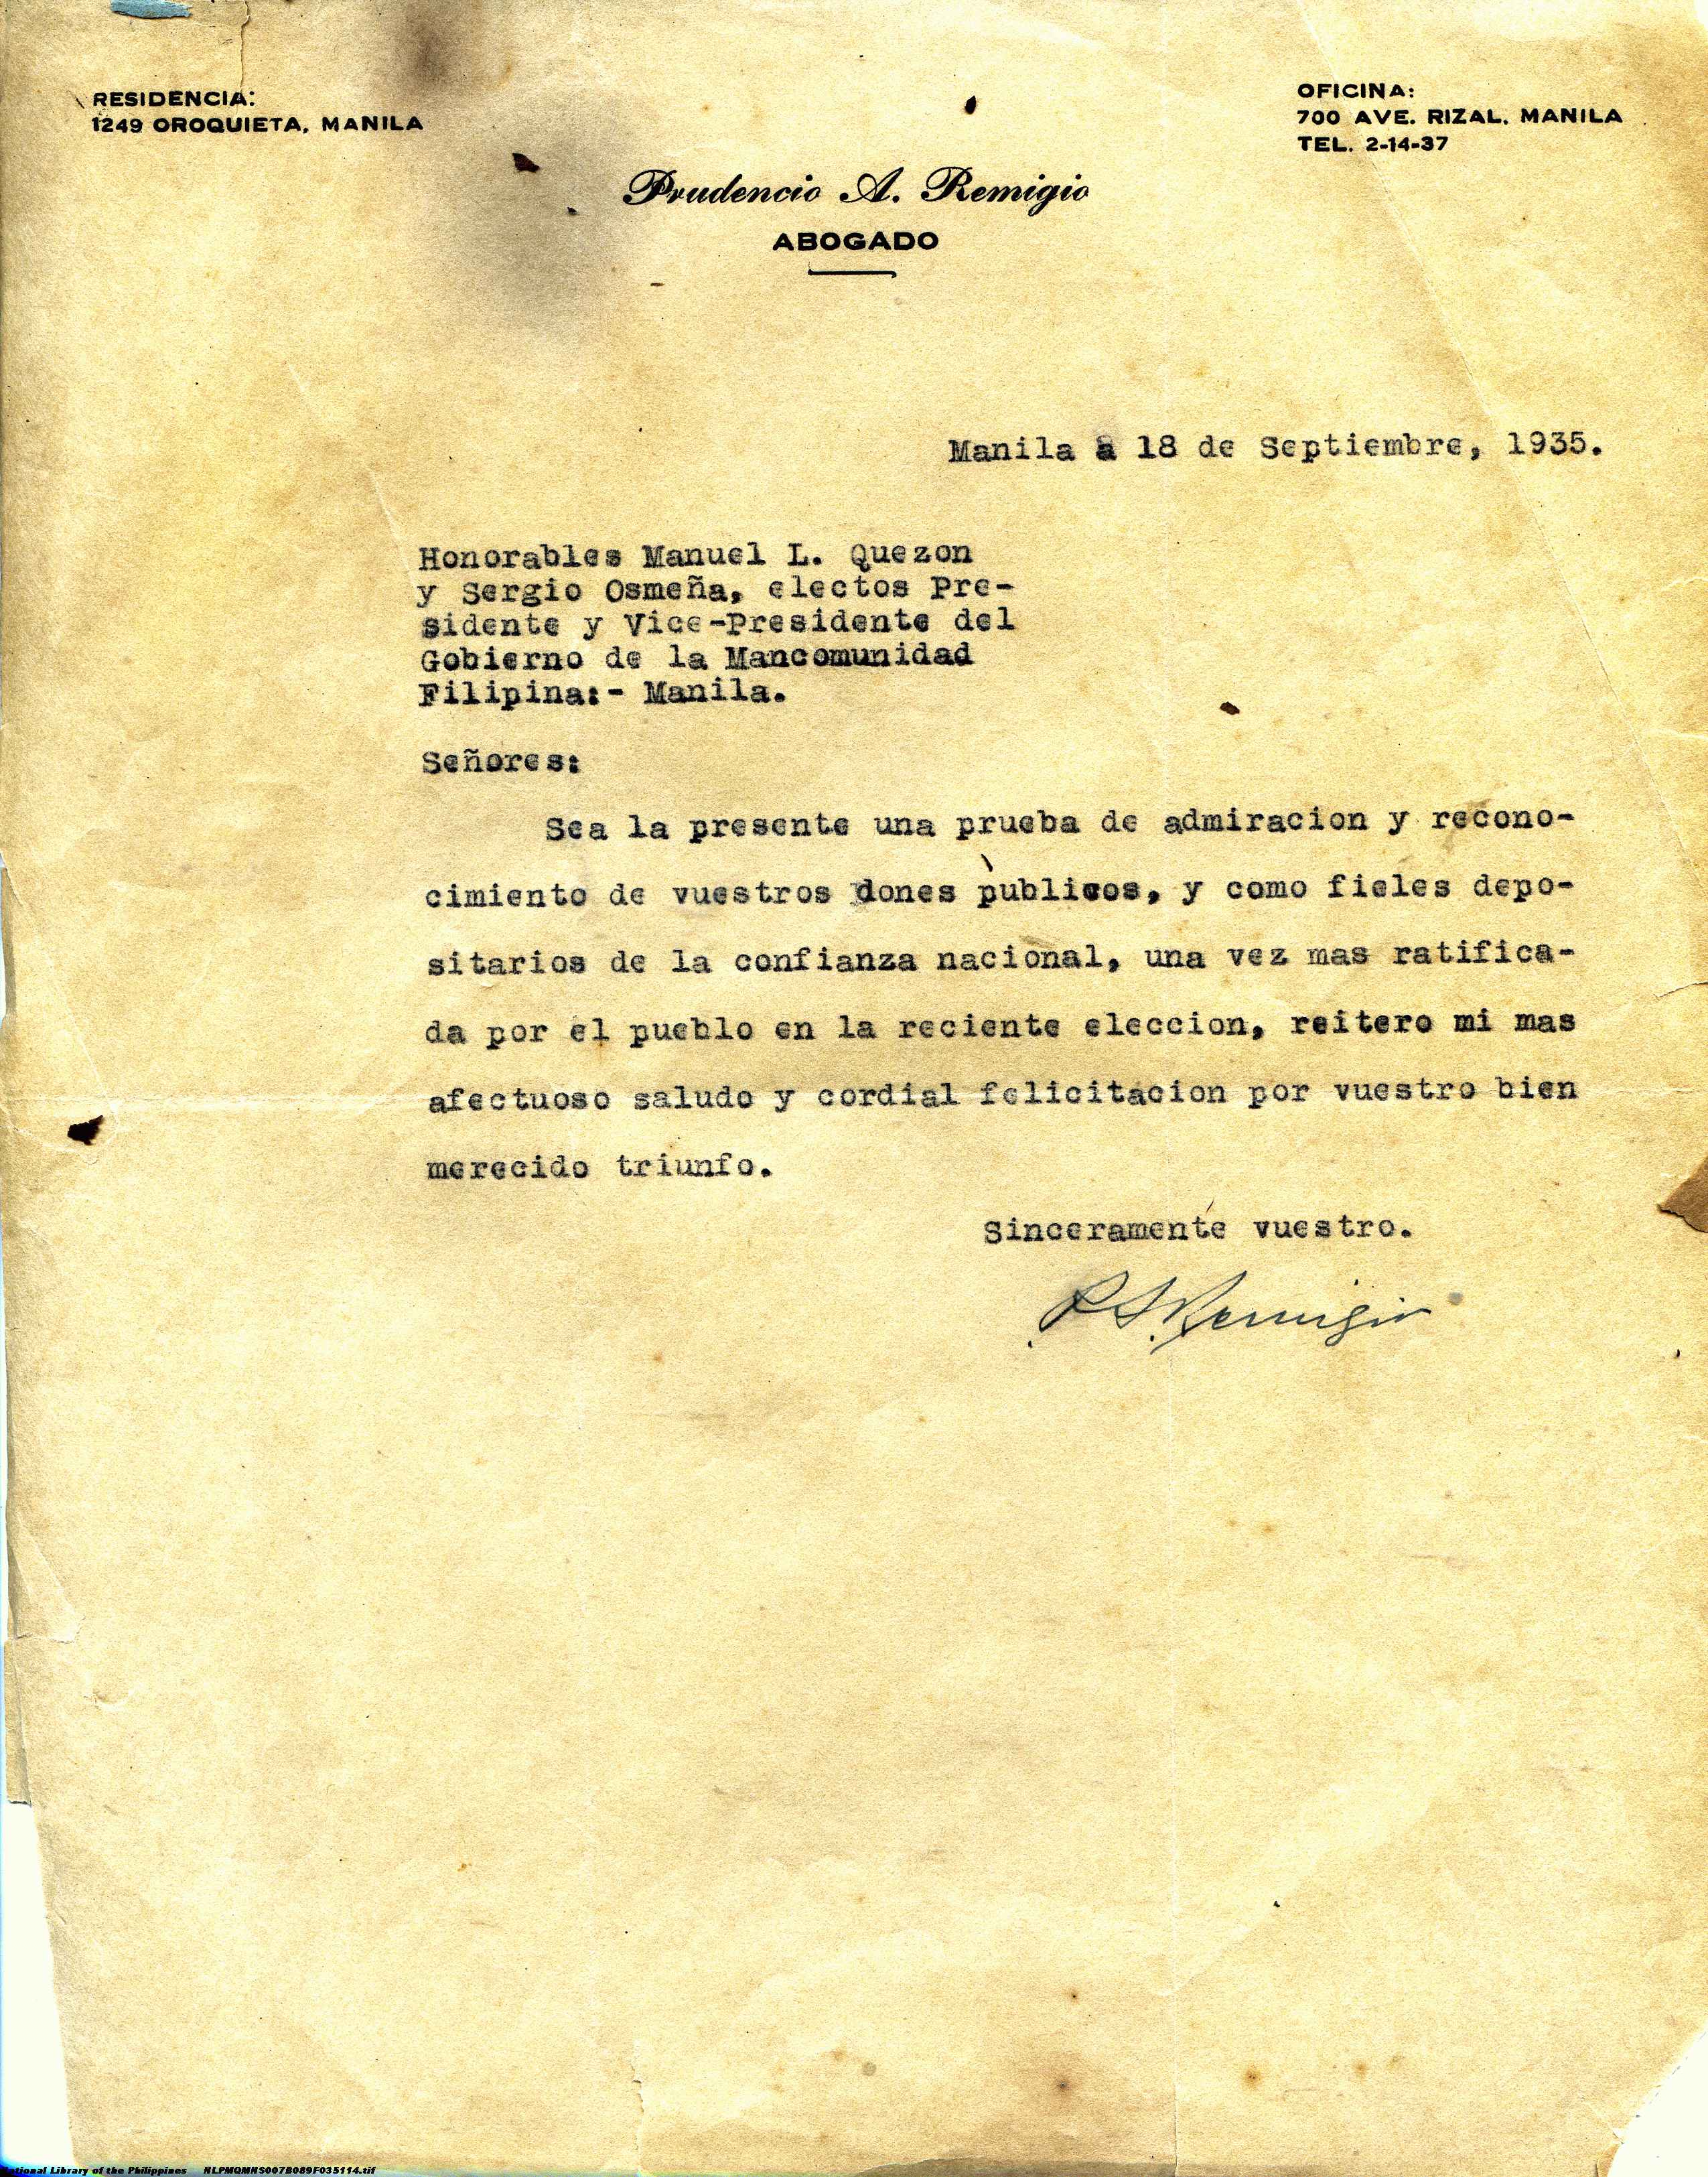 RESIDENCIA:
1249 OROQUIETA, MANILA
OFICINA:
700 AVE. RIZAL, MANILA
TEL. 2-14-37
Prudencio A. Remigio
ABOGADO
Manila a 18 de Septiembre, 1935.
Honorables Manuel L. Quezon
y Sergio Osmeña, electos Pre-
sidente y Vice-Presidente del
Gobierno de la Mancomunidad
Filipina:- Manila.
Señores:
Sea la presente una prueba de admiracion y recono-
cimiento de vuestros dones publicos, y como fieles depo-
sitarios de la confianza nacional, una vez mas ratifica-
da por el pueblo en la reciente eleccion, reitero mi mas
afectuoso saludo y cordial felicitacion por vuestro bien
merecido triunfo.
Sinceramente vuestro.
P A Remigio
National Library of the Philippines NLPMQMNS007B089F035114.tif